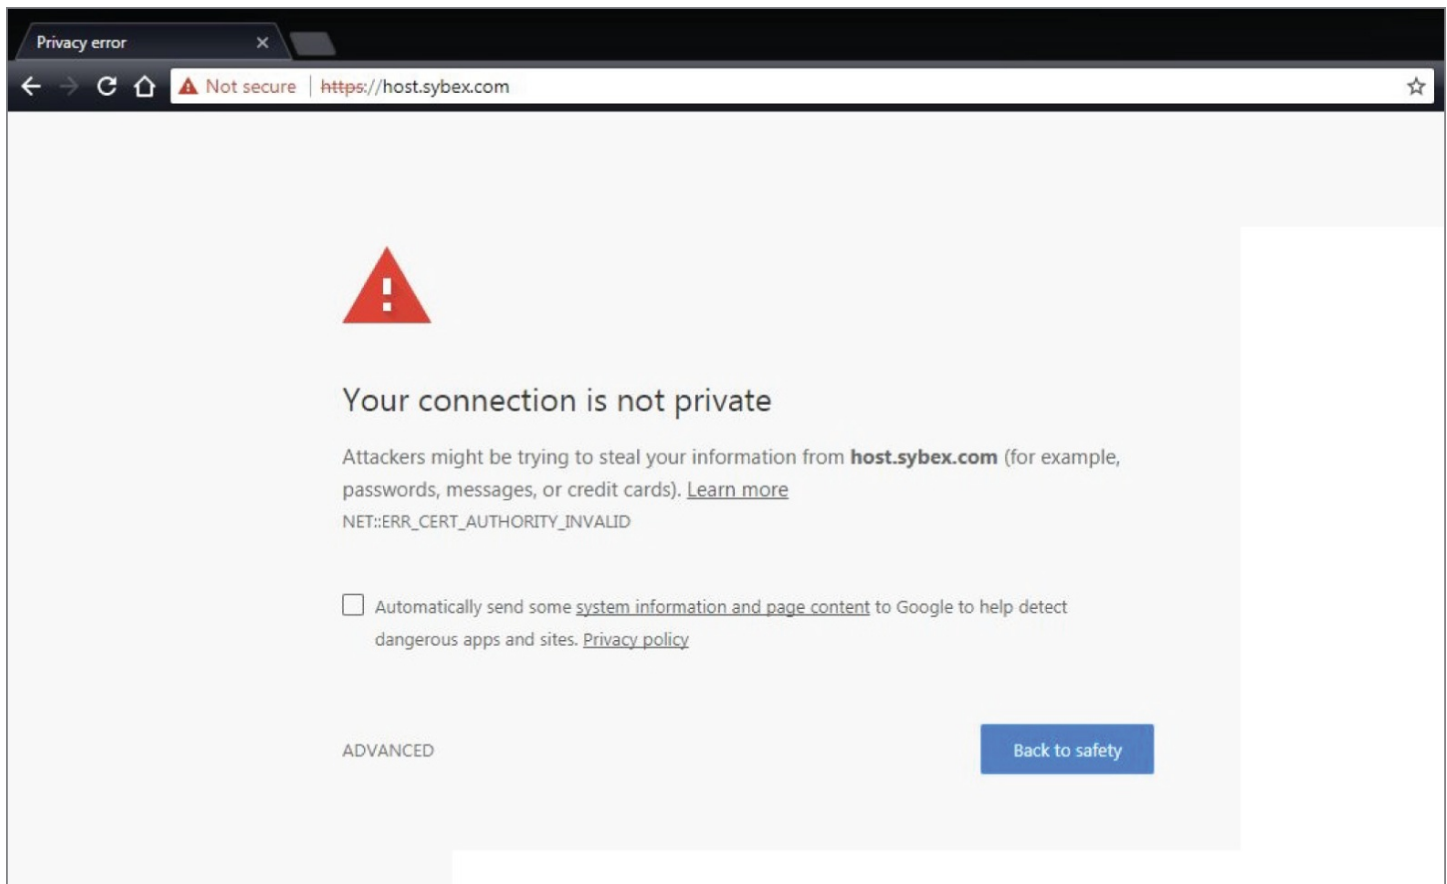 Privacy error
Not secure | https://host.sybex.com
Your connection is not private
Attackers might be trying to steal your information from host.sybex.com (for example,
passwords, messages, or credit cards). Learn more
NET::ERR_CERT_AUTHORITY_INVALID
Automatically send some system information and page content to Google to help detect
dangerous apps and sites. Privacy policy
ADVANCED
Back to safety